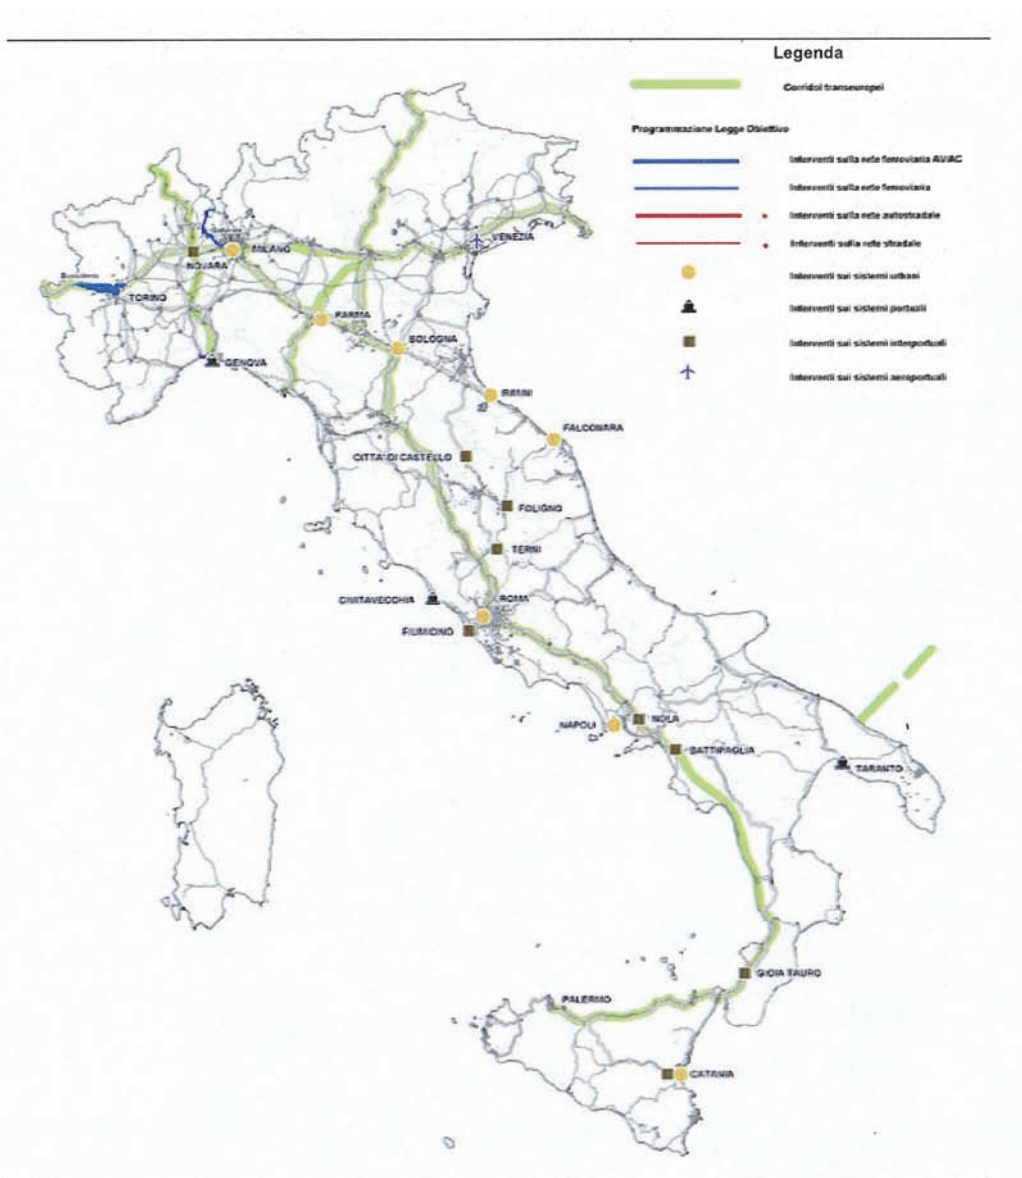 Legenda
Corridoi transeuropei
Programmazione Legge Obiettivo
Interventi sulla rete ferroviaria AV/AC
Interventi sulla rete ferroviaria
Interventi sulla rete autostradale
Interventi sulla rete stradale
Interventi sui sistemi urbani
Interventi sui sistemi portuali
Interventi sui sistemi interportuali
Interventi sui sistemi aeroportuali
VENEZIA
MILANO
NOVARA
TORINO
PARMA
BOLOGNA
GENOVA
RIMINI
FALCONARA
CITTA' DI CASTELLO
FOLIGNO
TERNI
CIVITAVECCHIA
ROMA
FIUMICINO
NAPOLI
NOLA
BATTIPAGLIA
TARANTO
GIOIA TAURO
PALERMO
CATANIA